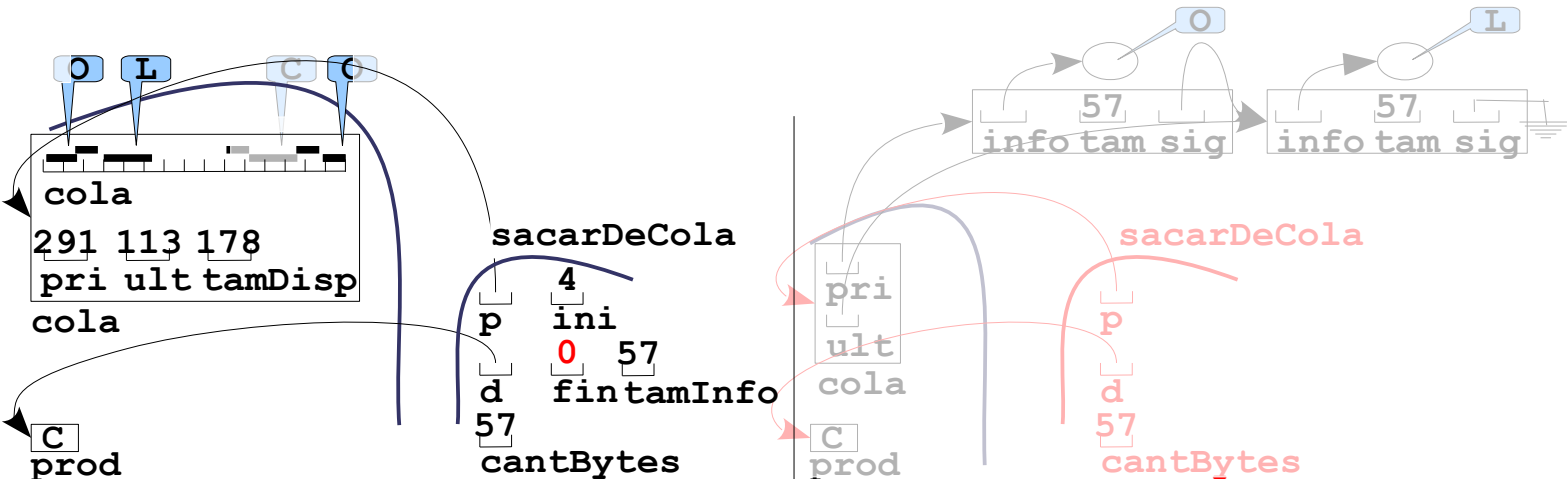 O L C O
cola
291 113 178
pri ult tamDisp
cola
sacarDeCola
4
p ini
0 57
d fin tamInfo
57
cantBytes
C
prod
O L
57 57
info tam sig info tam sig
sacarDeCola
pri
p
ult
cola
d
57
cantBytes
C
prod